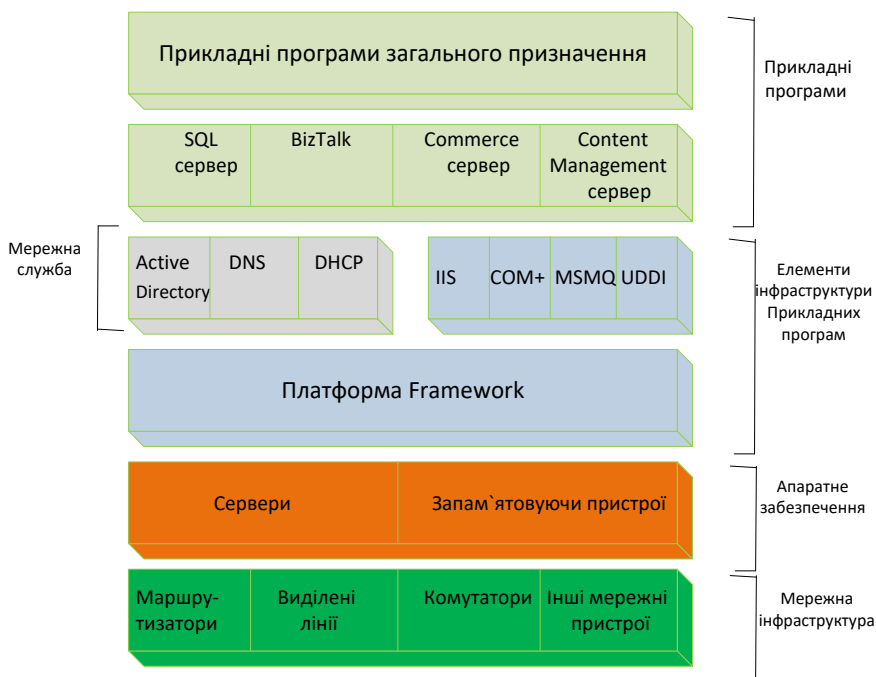 Прикладні програми загального призначення
Прикладні
програми
SQL
сервер
BizTalk
Commerce
сервер
Content
Management
сервер
Мережна
служба
Active
Directory
DNS
DHCP
IIS
COM+
MSMQ
UDDI
Елементи
інфраструктури
Прикладних
програм
Платформа Framework
Сервери
Запам`ятовуючи пристрої
Апаратне
забезпечення
Маршру-
тизатори
Виділені
лінії
Комутатори
Інші мережні
пристрої
Мережна
інфраструктура